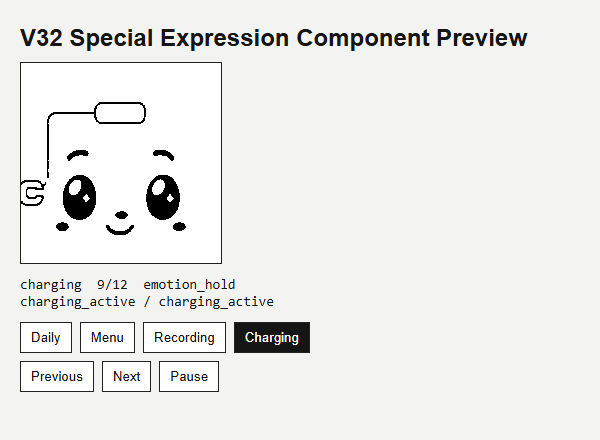 V32 Special Expression Component Preview
charging  9/12  emotion_hold
charging_active / charging_active
Daily Menu Recording Charging
Previous Next Pause